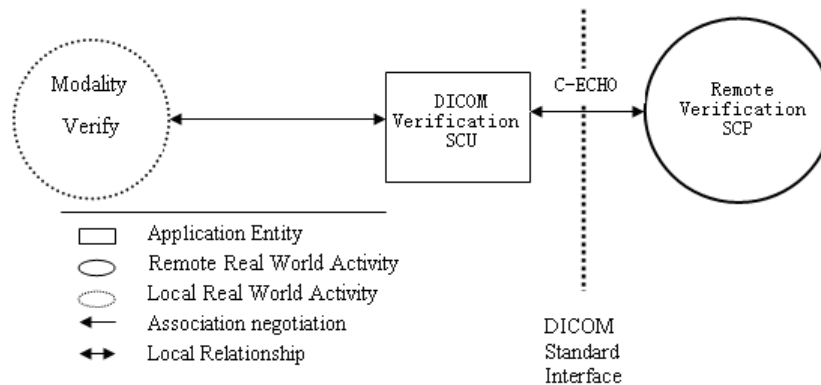 Modality
Verify
DICOM
Verification
SCU
C-ECHO
Remote
Verification
SCP
Application Entity
Remote Real World Activity
Local Real World Activity
Association negotiation
Local Relationship
DICOM
Standard
Interface